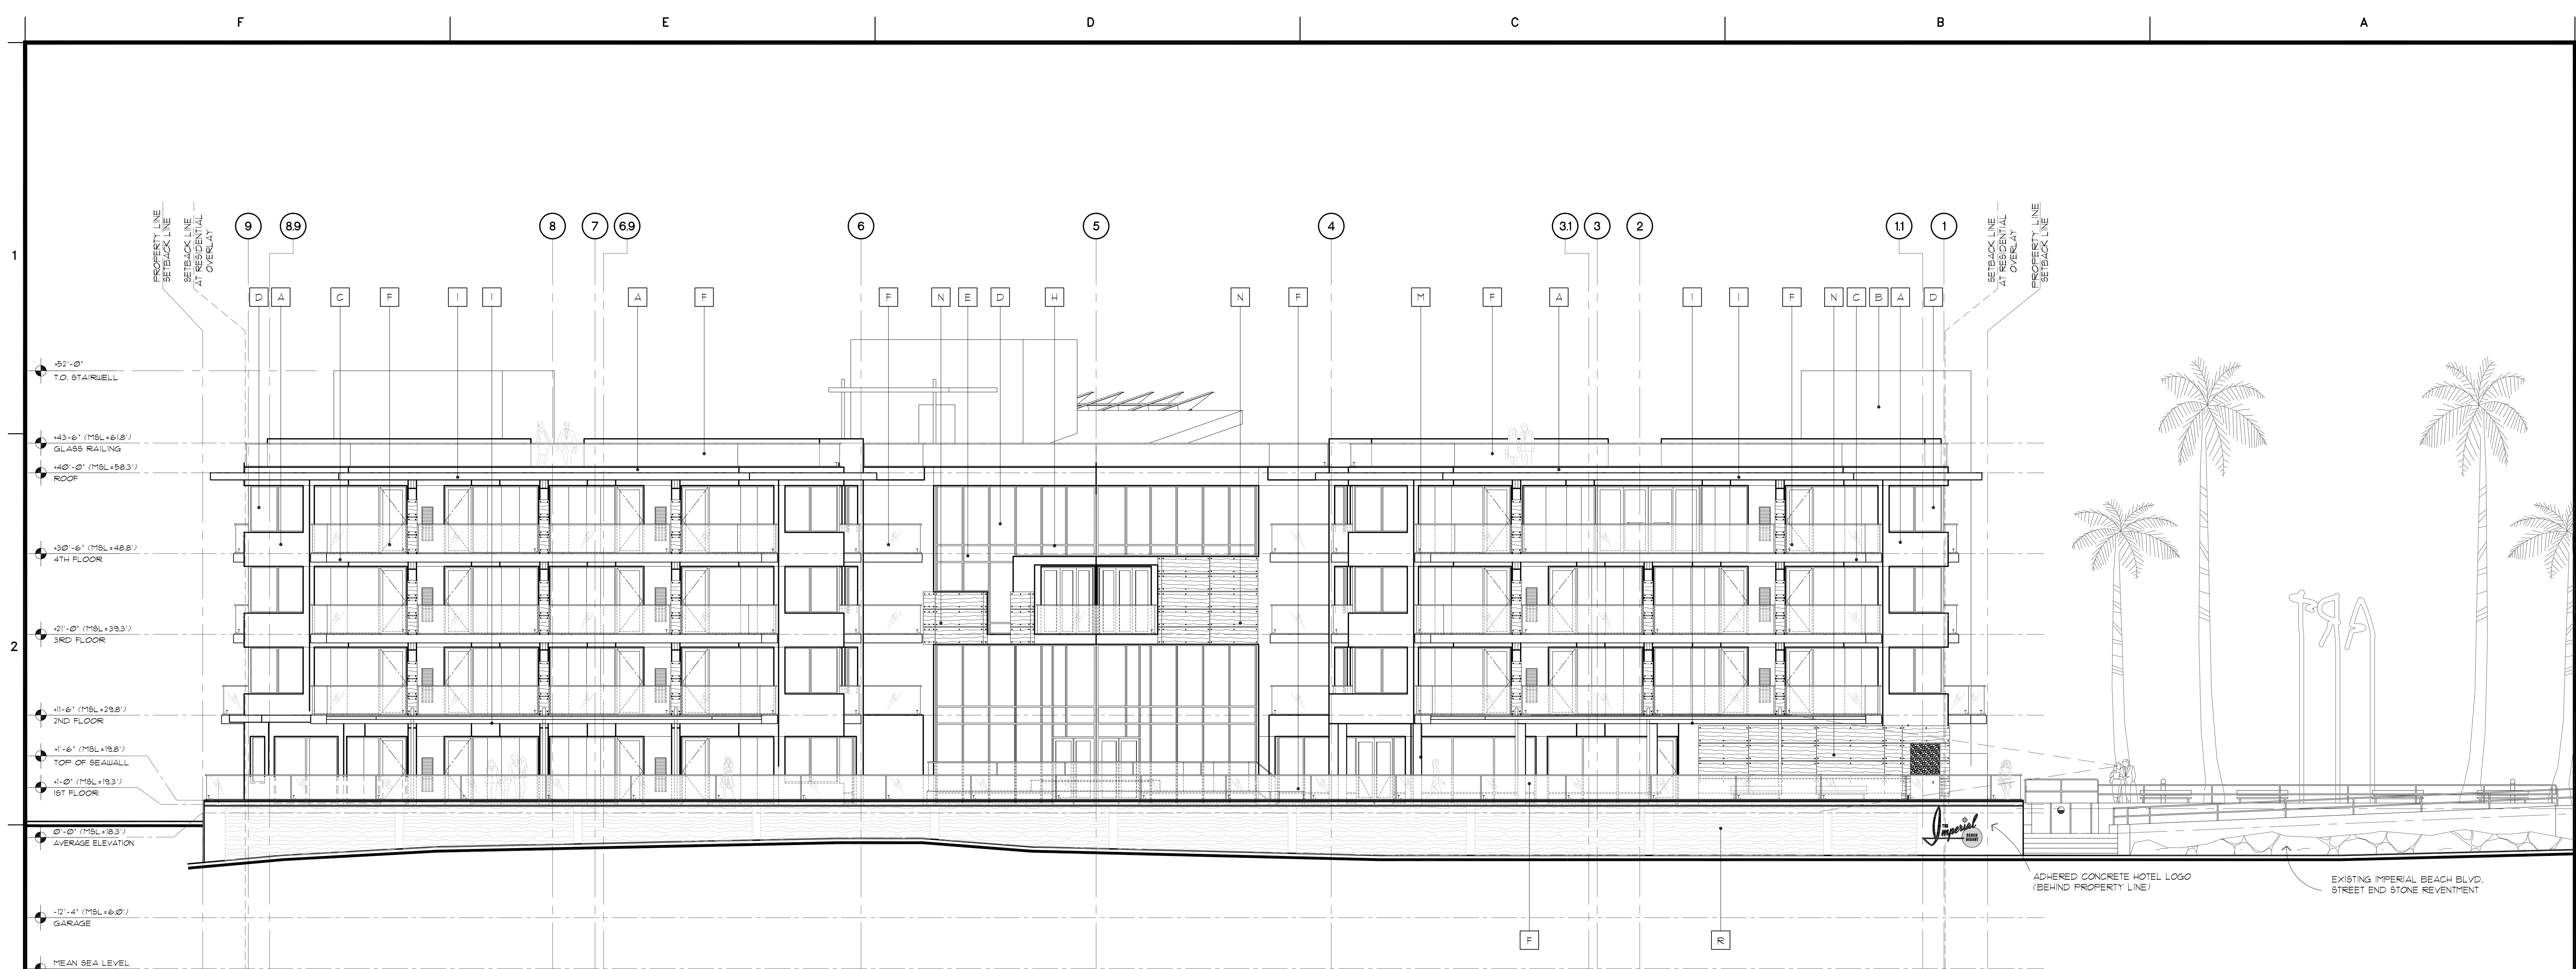 F E D C B A
1
2
PROPERTY LINE
SETBACK LINE
SETBACK LINE
AT RESIDENTIAL
OVERLAY
9 8.9 8 7 6.9 6 5 4 3.1 3 2 1.1 1
SETBACK LINE
AT RESIDENTIAL
OVERLAY
PROPERTY LINE
SETBACK LINE
D A C F I I A F F N E D H N F M F A I I F N C B A D
+52'-0"
T.O. STAIRWELL
+43-6" (MSL=61.8')
GLASS RAILING
+40'-0" (MSL=58.3')
ROOF
+30'-6" (MSL=48.8')
4TH FLOOR
+21'-0" (MSL=39.3')
3RD FLOOR
+11-6" (MSL=29.8')
2ND FLOOR
+1'-6" (MSL=19.8')
TOP OF SEAWALL
+1-0" (MSL=19.3')
1ST FLOOR
0'-0" (MSL=18.3')
AVERAGE ELEVATION
-12'-4" (MSL=6.0')
GARAGE
MEAN SEA LEVEL
ART
THE
Imperial
BEACH
RESORT
ADHERED CONCRETE HOTEL LOGO
(BEHIND PROPERTY LINE)
EXISTING IMPERIAL BEACH BLVD.
STREET END STONE REVENTMENT
F R